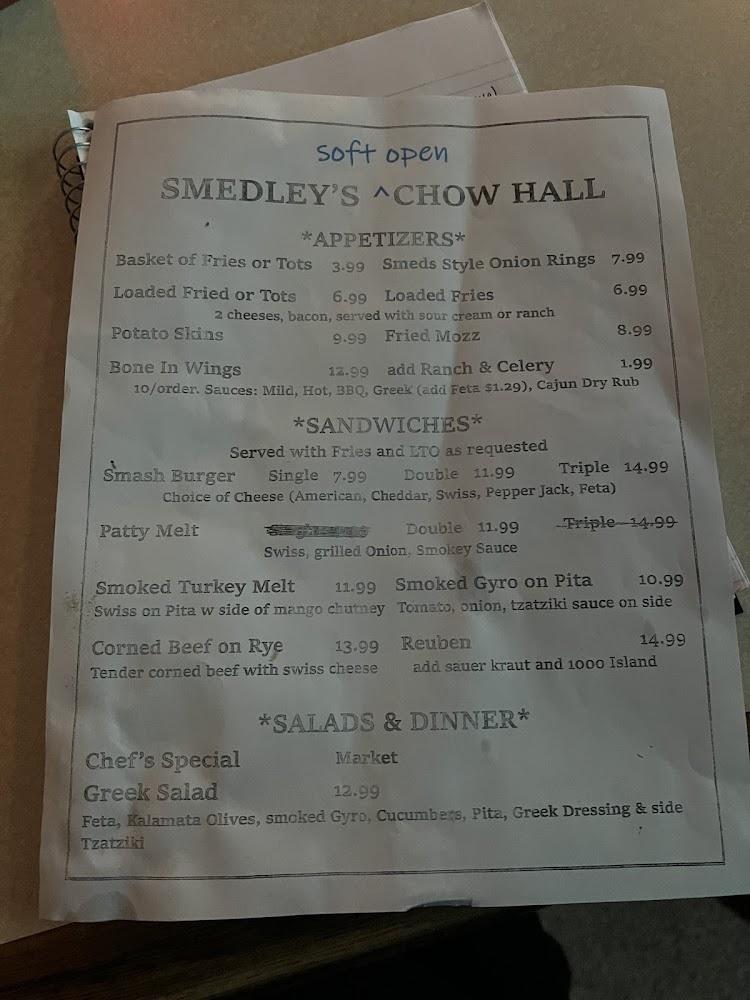 soft open
SMEDLEY'S ^ CHOW HALL
*APPETIZERS*
Basket of Fries or Tots 3.99 Smeds Style Onion Rings 7.99
Loaded Fried or Tots 6.99 Loaded Fries 6.99
2 cheeses, bacon, served with sour cream or ranch
Potato Skins 9.99 Fried Mozz 8.99
Bone In Wings 12.99 add Ranch & Celery 1.99
10/order. Sauces: Mild, Hot, BBQ, Greek (add Feta $1.29), Cajun Dry Rub
*SANDWICHES*
Served with Fries and LTO as requested
Smash Burger Single 7.99 Double 11.99 Triple 14.99
Choice of Cheese (American, Cheddar, Swiss, Pepper Jack, Feta)
Patty Melt Double 11.99 Triple 14.99
Swiss, grilled Onion, Smokey Sauce
Smoked Turkey Melt 11.99 Smoked Gyro on Pita 10.99
Swiss on Pita w side of mango chutney Tomato, onion, tzatziki sauce on side
Corned Beef on Rye 13.99 Reuben 14.99
Tender corned beef with swiss cheese add sauer kraut and 1000 Island
*SALADS & DINNER*
Chef's Special Market
Greek Salad 12.99
Feta, Kalamata Olives, smoked Gyro, Cucumbers, Pita, Greek Dressing & side
Tzatziki